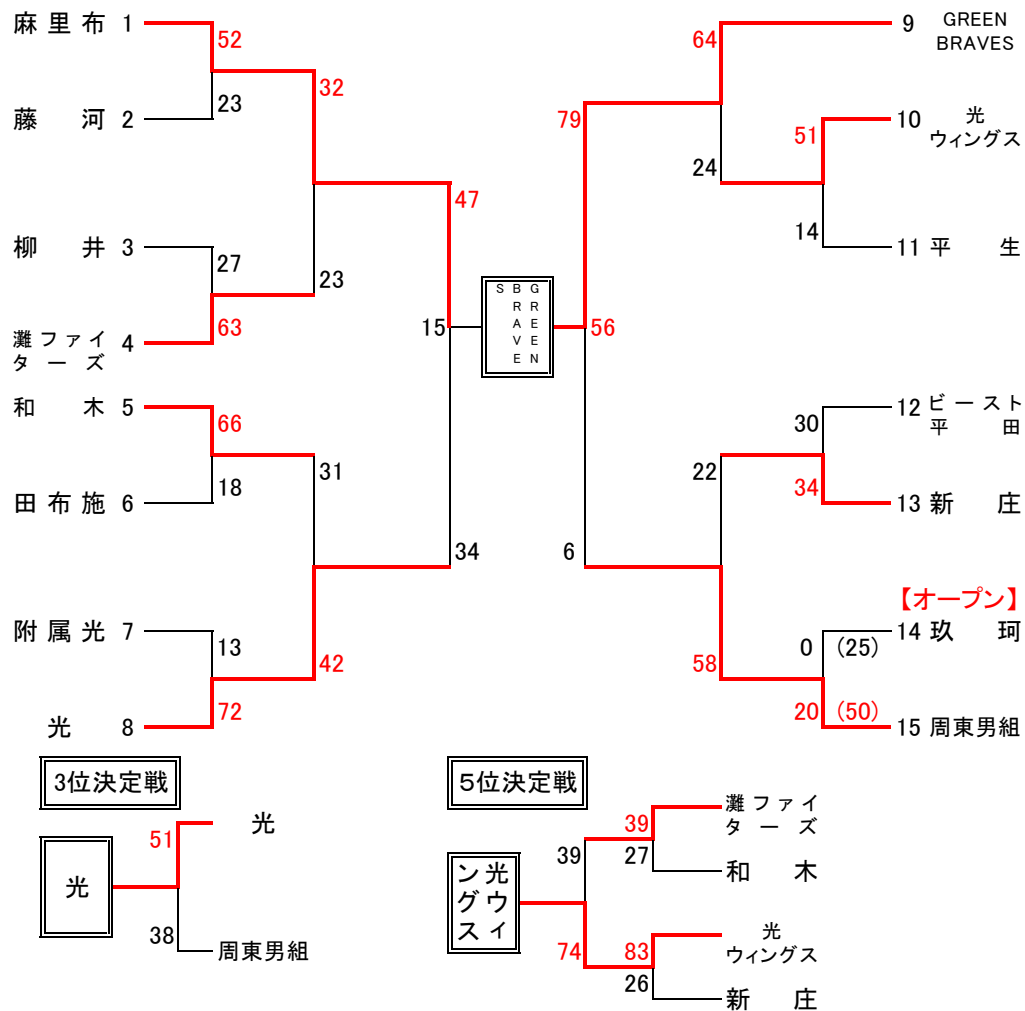 麻里布 1
52
23
藤河 2
32
柳井 3
27
63
灘ファイ
ターズ 4
23
47
和木 5
66
18
田布施 6
31
附属光 7
13
72
光 8
42
34
15
GREEN
BRAVES
56
9 GREEN
BRAVES
64
79
10 光
ウィングス
51
24
14
11 平生
12 ビースト
平田
30
34
13 新庄
22
6
【オープン】
14 玖珂
0 (25)
58
20 (50)
15 周東男組
3位決定戦
光
51
光
38
周東男組
5位決定戦
光ウィ
ングス
39
74
灘ファイ
ターズ
39
27
和木
光
ウィングス
83
26
新庄